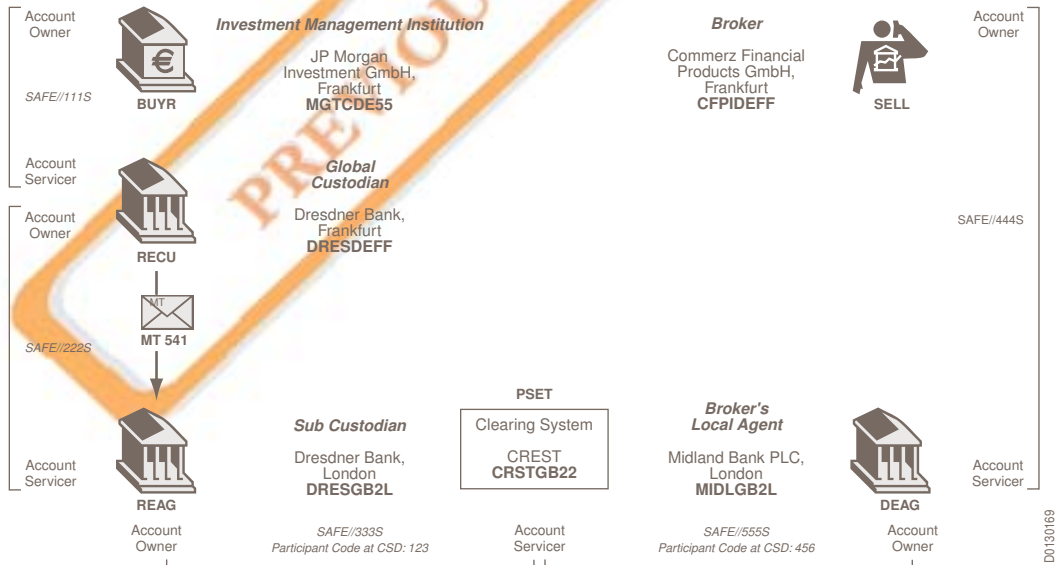 Account
Owner
Investment Management Institution
Broker
Account
Owner
JP Morgan
Investment GmbH,
Frankfurt
MGTCDE55
Commerz Financial
Products GmbH,
Frankfurt
CFPIDEFF
€
SAFE//111S
BUYR
SELL
PREVIOU
Account
Servicer
Global
Custodian
Account
Owner
Dresdner Bank,
Frankfurt
DRESDEFF
SAFE//444S
RECU
MT
MT 541
SAFE//222S
PSET
Sub Custodian
Clearing System
Broker's
Local Agent
Account
Servicer
Dresdner Bank,
London
DRESGB2L
CREST
CRSTGB22
Midland Bank PLC,
London
MIDLGB2L
Account
Servicer
REAG
DEAG
Account
Owner
SAFE//333S
Participant Code at CSD: 123
Account
Servicer
SAFE//555S
Participant Code at CSD: 456
Account
Owner
D0130169